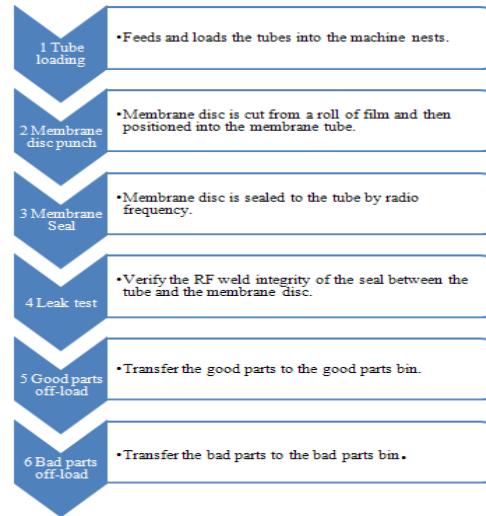 1 Tube
loading
•Feeds and loads the tubes into the machine nests.
2 Membrane
disc punch
•Membrane disc is cut from a roll of film and then
positioned into the membrane tube.
3 Membrane
Seal
•Membrane disc is sealed to the tube by radio
frequency.
4 Leak test
•Verify the RF weld integrity of the seal between the
tube and the membrane disc.
5 Good parts
off-load
•Transfer the good parts to the good parts bin.
6 Bad parts
off-load
•Transfer the bad parts to the bad parts bin.